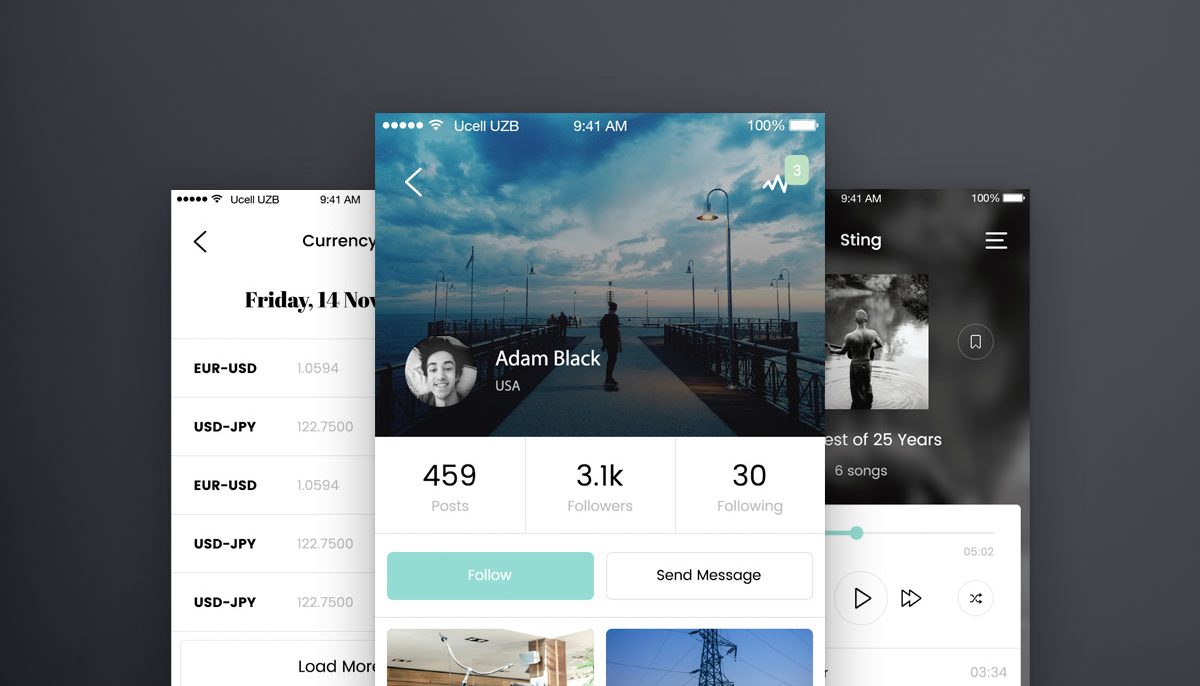 Ucell UZB 9:41 AM
Currency
Friday, 14 Nov
EUR-USD 1.0594
USD-JPY 122.7500
EUR-USD 1.0594
USD-JPY 122.7500
USD-JPY 122.7500
Load More
Ucell UZB 9:41 AM 100%
3
Adam Black
USA
459 3.1k 30
Posts Followers Following
Follow Send Message
9:41 AM 100%
Sting
of 25 Years
6 songs
05:02
03:34